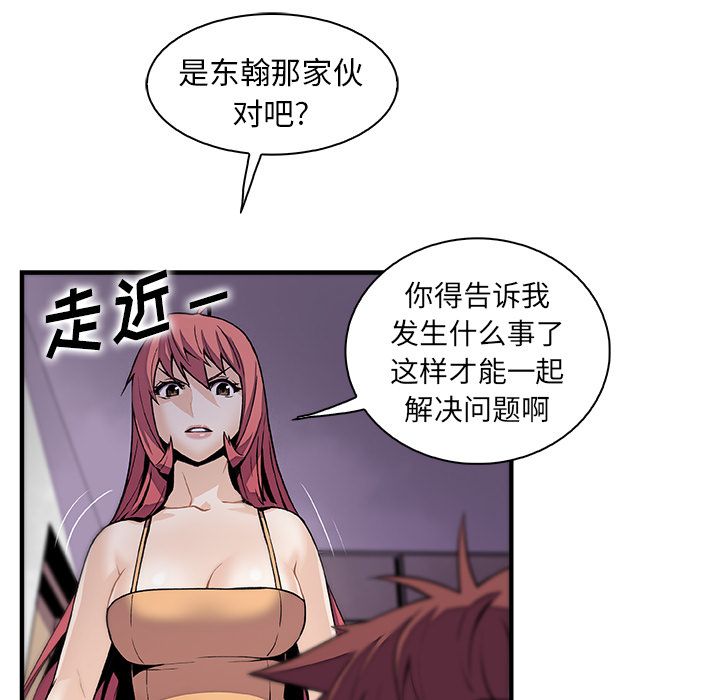 是东翰那家伙
对吧?
走近一
你得告诉我
发生什么事了
这样才能一起
解决问题啊